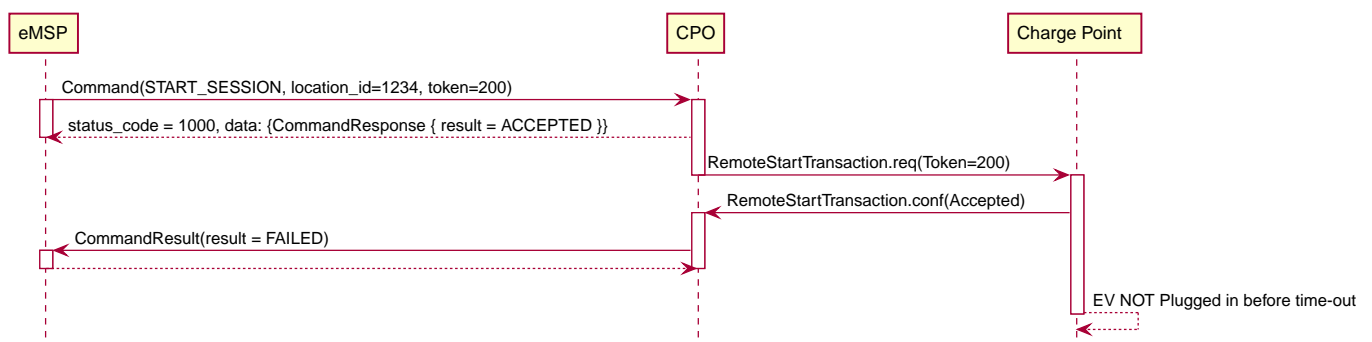 eMSP
CPO
Charge Point
Command(START_SESSION, location_id=1234, token=200)
status_code = 1000, data: {CommandResponse { result = ACCEPTED }}
RemoteStartTransaction.req(Token=200)
RemoteStartTransaction.conf(Accepted)
CommandResult(result = FAILED)
EV NOT Plugged in before time-out